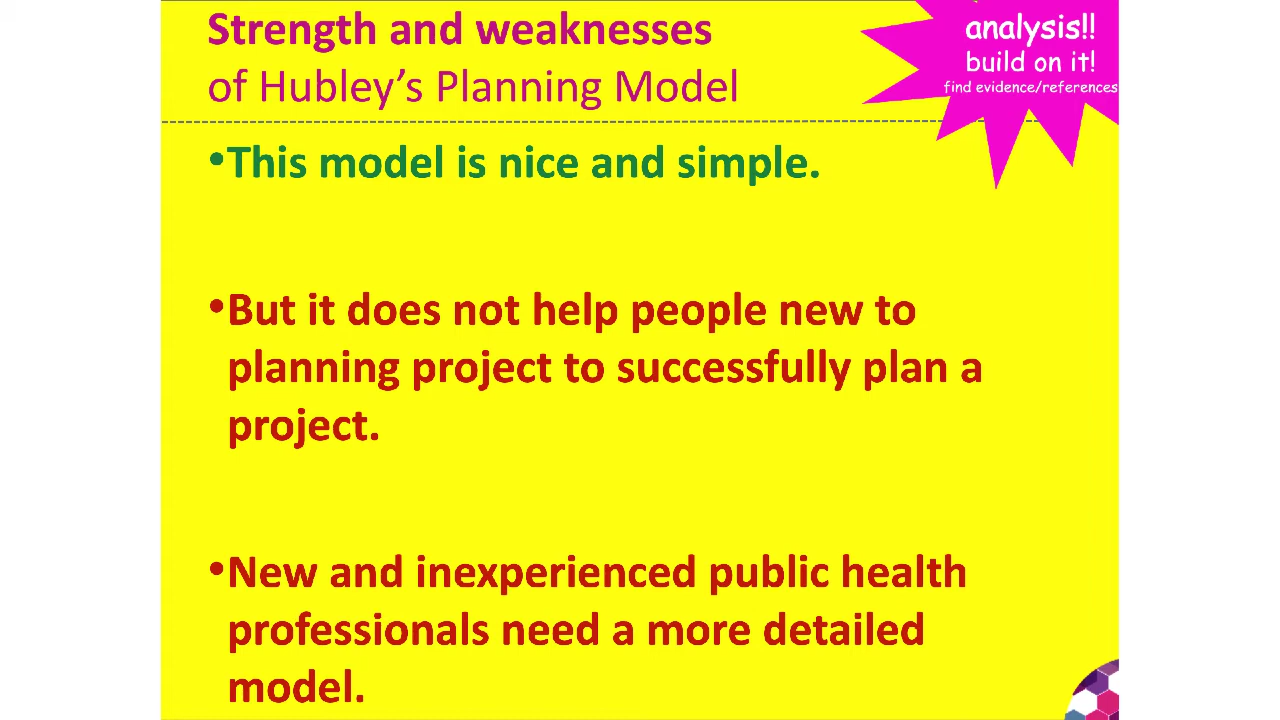 Strength and weaknesses
of Hubley’s Planning Model
analysis!!
build on it!
find evidence/references
•This model is nice and simple.
•But it does not help people new to
planning project to successfully plan a
project.
•New and inexperienced public health
professionals need a more detailed
model.